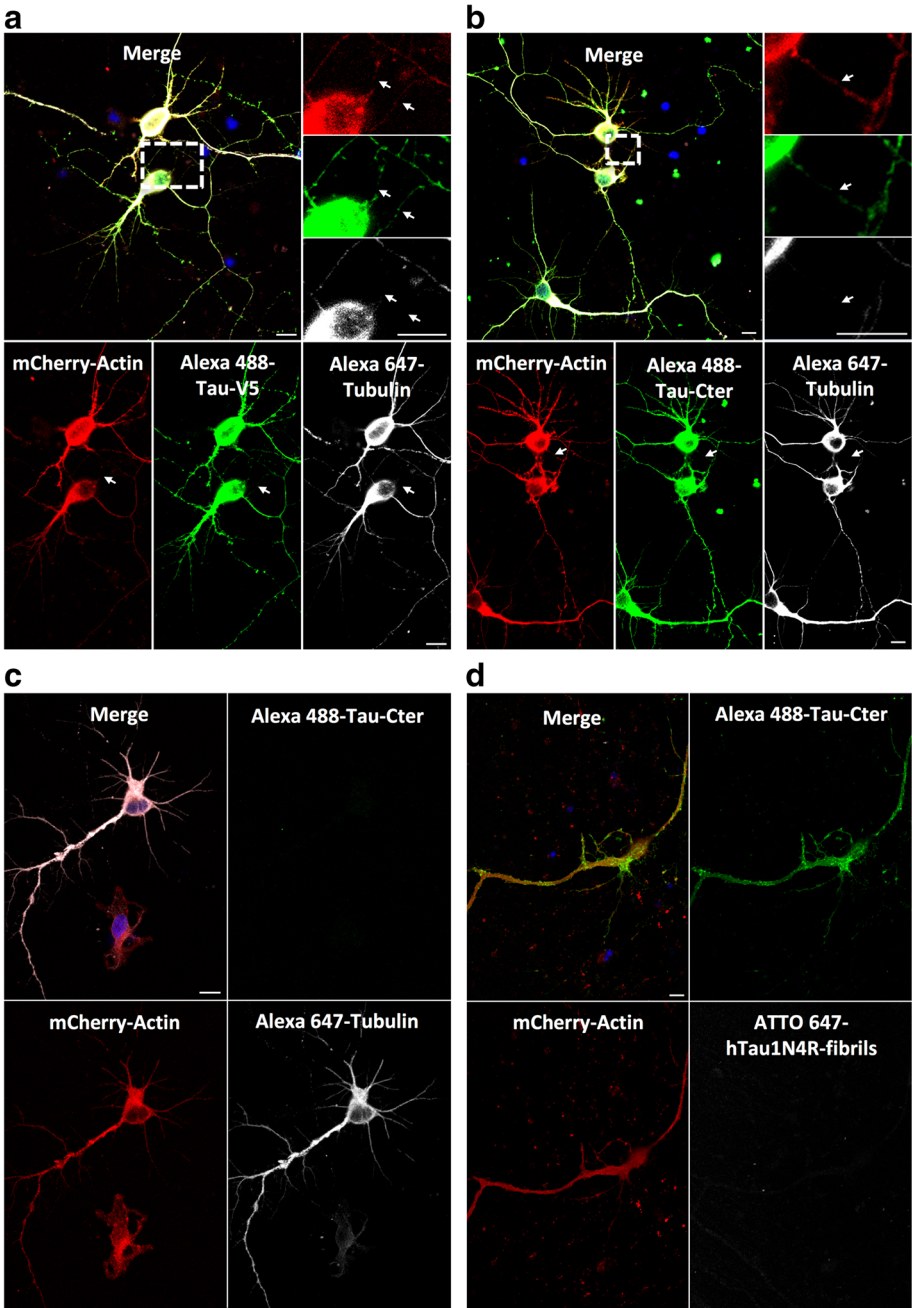 a
Merge
mCherry-Actin
Alexa 488-
Tau-V5
Alexa 647-
Tubulin
b
Merge
mCherry-Actin
Alexa 488-
Tau-Cter
Alexa 647-
Tubulin
c
Merge
Alexa 488-Tau-Cter
mCherry-Actin
Alexa 647-Tubulin
d
Merge
Alexa 488-Tau-Cter
mCherry-Actin
ATTO 647-
hTau1N4R-fibrils